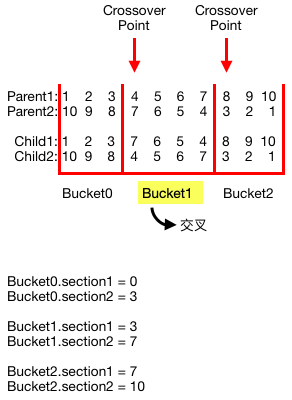 Crossover Point Crossover Point
Parent1: 1 2 3 4 5 6 7 8 9 10
Parent2: 10 9 8 7 6 5 4 3 2 1
Child1: 1 2 3 7 6 5 4 8 9 10
Child2: 10 9 8 4 5 6 7 3 2 1
Bucket0 Bucket1 Bucket2
交叉
Bucket0.section1 = 0
Bucket0.section2 = 3
Bucket1.section1 = 3
Bucket1.section2 = 7
Bucket2.section1 = 7
Bucket2.section2 = 10